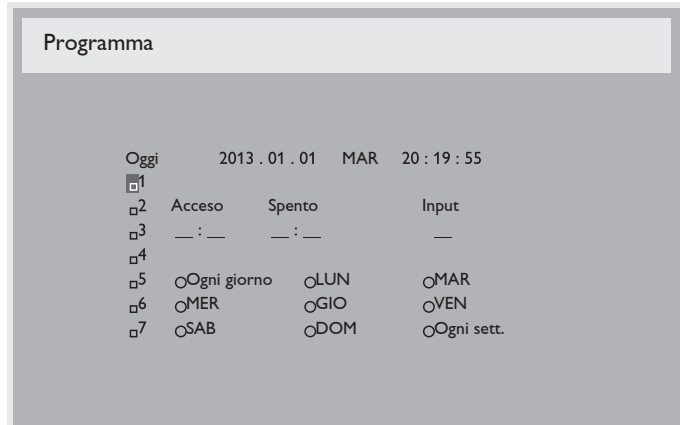 Programma
Oggi 2013 . 01 . 01 MAR 20 : 19 : 55
1
2 Acceso Spento Input
3 __ : __ __ : __ __
4
5 Ogni giorno LUN MAR
6 MER GIO VEN
7 SAB DOM Ogni sett.